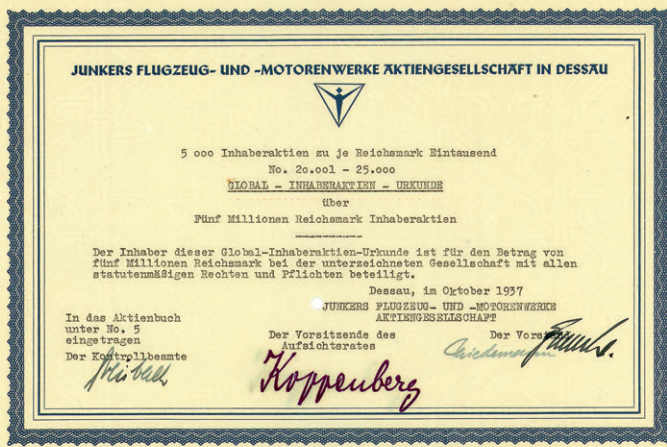 JUNKERS FLUGZEUG- UND -MOTORENWERKE AKTIENGESELLSCHAFT IN DESSAU
5 000 Inhaberaktien zu je Reichsmark Eintausend
No. 20.001 - 25.000
GLOBAL - INHABERAKTIEN - URKUNDE
über
Fünf Millionen Reichsmark Inhaberaktien
Der Inhaber dieser Global-Inhaberaktien-Urkunde ist für den Betrag von
fünf Millionen Reichsmark bei der unterzeichneten Gesellschaft mit allen
statutenmäßigen Rechten und Pflichten beteiligt.
Dessau, im Oktober 1937
JUNKERS FLUGZEUG- UND -MOTORENWERKE
AKTIENGESELLSCHAFT
In das Aktienbuch
unter No. 5
eingetragen
Der Kontrollbeamte
Der Vorsitzende des
Aufsichtsrates
Koppenberg
Der